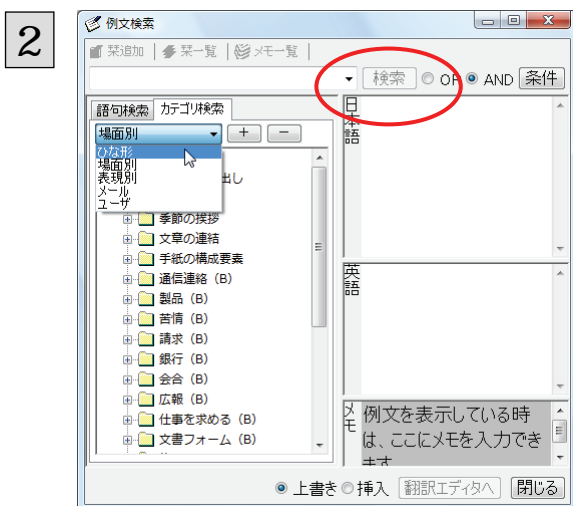 2
例文検索
栞追加 栞一覧 メモ一覧
検索 OR AND 条件
語句検索 カテゴリ検索
場面別 + -
ひな形
場面別
表現別
メール
ユーザ
出し
季節の挨拶
文章の連結
手紙の構成要素
通信連絡 (B)
製品 (B)
苦情 (B)
請求 (B)
銀行 (B)
会合 (B)
広報 (B)
仕事を求める (B)
文書フォーム (B)
日本語
英語
メモ
例文を表示している時
は、ここにメモを入力でき
ます
上書き 挿入 翻訳エディタへ 閉じる